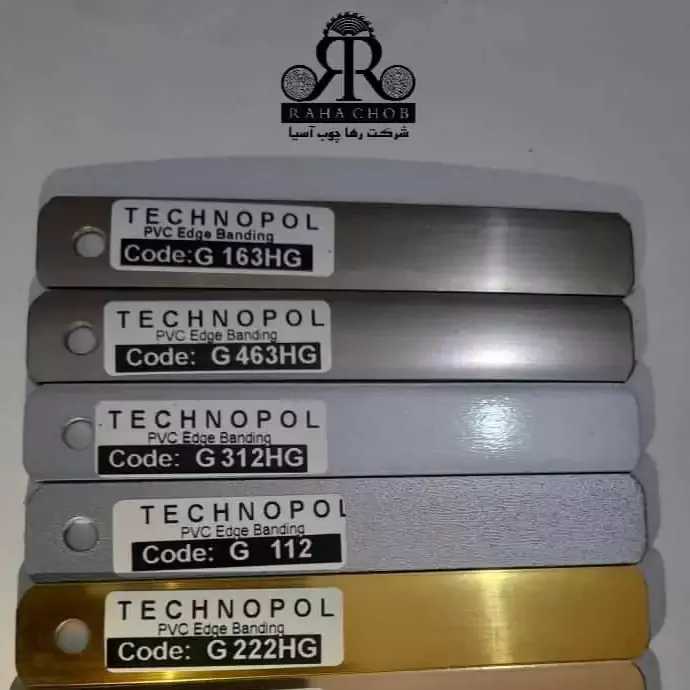 RAHA CHOB
شرکت رها چوب آسیا
TECHNOPOL
PVC Edge Banding
Code:G 163HG
TECHNOPOL
PVC Edge Banding
Code: G 463HG
TECHNOPOL
PVC Edge Banding
Code: G 312HG
TECHNOPOL
PVC Edge Banding
Code: G 112
TECHNOPOL
PVC Edge Banding
Code: G 222HG